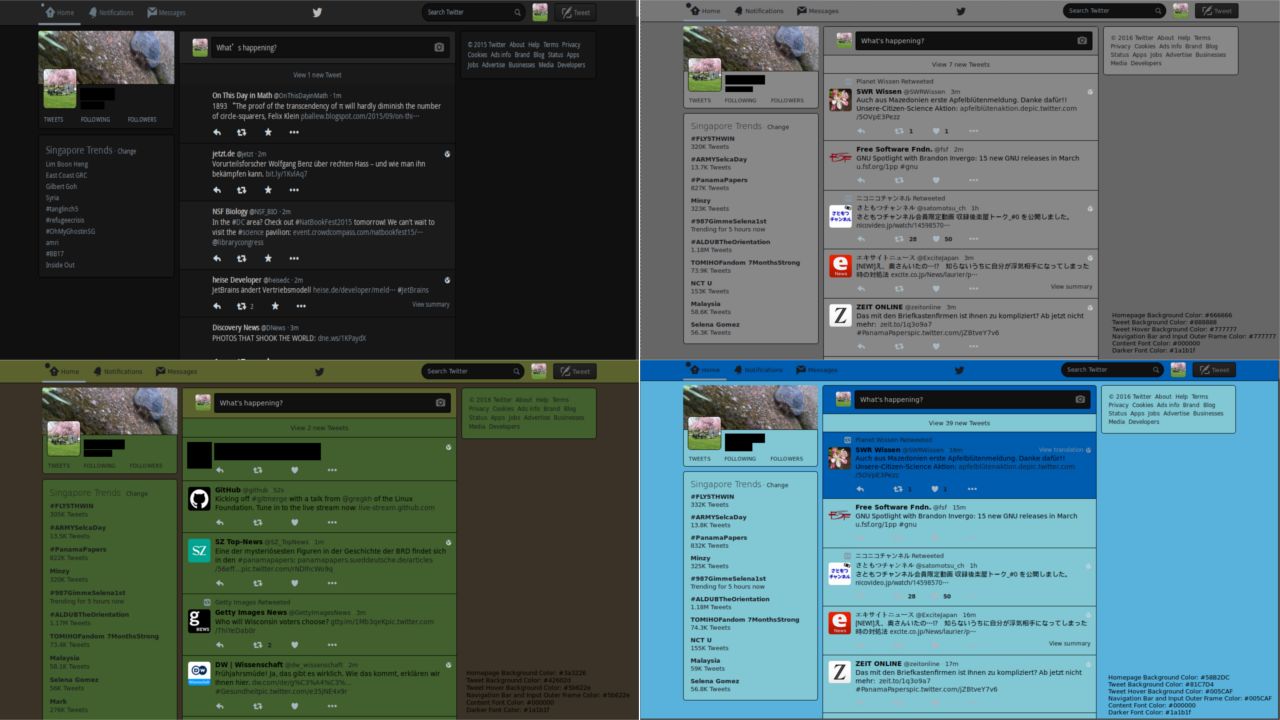 Home Notifications Messages
Search Twitter
Tweet
What's happening?
View 1 new Tweet
TWEETS FOLLOWING FOLLOWERS
Singapore Trends · Change
Lim Boon Heng
East Coast GRC
Gilbert Goh
Syria
#tanglinch5
#refugeecrisis
#OhMyGhostinSG
amri
#BB17
Inside Out
On This Day in Math @OnThisDayinMath · 1m
1893 "The proof of the transcendency of π will hardly diminish the number
of circle-squarers, Felix Klein pballew.blogspot.com/2015/09/on-thi…
jetzt.de @jetzt · 2m
Vorurteilsforscher Wolfgang Benz über rechten Hass – und wie man ihn
bekämpfen kann. bit.ly/1KvlAq7
NSF Biology @NSF_BIO · 2m
In the #DC area? Check out #NatBookFest2015 tomorrow! We can't wait to
visit the #science pavilion: event.crowdcompass.com/natbookfest15/…
@librarycongress
heise Developer @heisedc · 2m
JetBrains ändert Vertriebsmodell heise.de/developer/meld… #JetBrains
2
View summary
Discovery News @DNews · 3m
PHOTOS THAT SHOOK THE WORLD: dne.ws/1KPaydX
© 2015 Twitter About Help Terms Privacy
Cookies Ads info Brand Blog Status Apps
Jobs Advertise Businesses Media Developers
Home Notifications Messages
Search Twitter
Tweet
What's happening?
View 7 new Tweets
TWEETS FOLLOWING FOLLOWERS
Singapore Trends · Change
#FLY5THWIN
320K Tweets
#ARMYSelcaDay
13.7K Tweets
#PanamaPapers
827K Tweets
Minzy
323K Tweets
#987GimmeSelena1st
Trending for 5 hours now
#ALDUBTheOrientation
1.18M Tweets
TOMIHOFandom 7MonthsStrong
73.9K Tweets
NCT U
153K Tweets
Malaysia
58.6K Tweets
Selena Gomez
56.3K Tweets
Planet Wissen Retweeted
SWR Wissen @SWRWissen 3m
Auch aus Mazedonien erste Apfelblütenmeldung. Danke dafür!!
Unsere-Citizen-Science Aktion: apfelblütenaktion.depic.twitter.com
/SOVpE3Pezz
1 1
Free Software Fndn. @fsf 2m
GNU Spotlight with Brandon Invergo: 15 new GNU releases in March
u.fsf.org/1pp #gnu
ニコニコチャンネル Retweeted
さともつチャンネル @satomotsu_ch 1h
さともつチャンネル会員限定動画 収録後楽屋トーク_#0 を公開しました。
nicovideo.jp/watch/14598570…
28 50
エキサイトニュース @ExciteJapan 3m
[NEW]え、奥さんいたの…!? 知らないうちに自分が浮気相手になってしまった
時の対処法 excite.co.jp/News/laurier/p…
View summary
ZEIT ONLINE @zeitonline 3m
Das mit den Briefkastenfirmen ist Ihnen zu kompliziert? Ab jetzt nicht
mehr: zeit.to/1q3o9a7
#PanamaPaperspic.twitter.com/jZBtveY7v6
© 2016 Twitter About Help Terms
Privacy Cookies Ads info Brand Blog
Status Apps Jobs Advertise Businesses
Media Developers
Homepage Background Color: #666666
Tweet Background Color: #888888
Tweet Hover Background Color: #777777
Navigation Bar and Input Outer Frame Color: #777777
Content Font Color: #000000
Darker Font Color: #1a1b1f
Home Notifications Messages
Search Twitter
Tweet
What's happening?
View 2 new Tweets
TWEETS FOLLOWING FOLLOWERS
Singapore Trends · Change
#FLY5THWIN
305K Tweets
#ARMYSelcaDay
13.5K Tweets
#PanamaPapers
822K Tweets
Minzy
320K Tweets
#987GimmeSelena1st
Trending for 5 hours now
#ALDUBTheOrientation
1.17M Tweets
TOMIHOFandom 7MonthsStrong
73.4K Tweets
Malaysia
58.1K Tweets
Selena Gomez
56K Tweets
Mark
276K Tweets
GitHub @github 52s
Kicking off #gitmerge with a talk from @gregkh of the Linux
Foundation. Tune in to the live stream now: live-stream.github.com
SZ Top-News @SZ_TopNews 1m
Eine der mysteriösesten Figuren in der Geschichte der BRD findet sich
in den #panamapapers: panamapapers.sueddeutsche.de/articles
Getty Images Retweeted
Getty Images News @GettyImagesNews 3m
Who will Wisconsin voters choose?
2
DW | Wissenschaft @dw_wissenschaft 2m
Frühjahrsmüde? Ja, das gibt es wirklich. Wie das kommt, erklären wir
Ihnen hier.
#Gesundheitpic.twitter.com/e35jNE4x9r
© 2016 Twitter About Help Terms
Privacy Cookies Ads info Brand Blog
Status Apps Jobs Advertise Businesses
Media Developers
Homepage Background Color: #3a3226
Tweet Background Color: #42602d
Tweet Hover Background Color: #5b622e
Navigation Bar and Input Outer Frame Color: #5b622e
Content Font Color: #000000
Darker Font Color: #1a1b1f
Home Notifications Messages
Search Twitter
Tweet
What's happening?
View 39 new Tweets
TWEETS FOLLOWING FOLLOWERS
Singapore Trends · Change
#FLY5THWIN
332K Tweets
#ARMYSelcaDay
13.8K Tweets
#PanamaPapers
832K Tweets
Minzy
325K Tweets
#987GimmeSelena1st
Trending for 5 hours now
#ALDUBTheOrientation
1.18M Tweets
TOMIHOFandom 7MonthsStrong
74.3K Tweets
NCT U
155K Tweets
Malaysia
59K Tweets
Selena Gomez
56.8K Tweets
Planet Wissen Retweeted
SWR Wissen @SWRWissen 16m
View translation
Auch aus Mazedonien erste Apfelblütenmeldung. Danke dafür!!
Unsere-Citizen-Science Aktion: apfelblütenaktion.depic.twitter.com
/SOVpE3Pezz
1 1
Free Software Fndn. @fsf 15m
GNU Spotlight with Brandon Invergo: 15 new GNU releases in March
u.fsf.org/1pp #gnu
ニコニコチャンネル Retweeted
さともつチャンネル @satomotsu_ch 1h
さともつチャンネル会員限定動画 収録後楽屋トーク_#0 を公開しました。
nicovideo.jp/watch/14598570…
28 50
エキサイトニュース @ExciteJapan 16m
[NEW]え、奥さんいたの…!? 知らないうちに自分が浮気相手になってしまった
時の対処法 excite.co.jp/News/laurier/p…
View summary
ZEIT ONLINE @zeitonline 17m
Das mit den Briefkastenfirmen ist Ihnen zu kompliziert? Ab jetzt nicht
mehr: zeit.to/1q3o9a7
#PanamaPaperspic.twitter.com/jZBtveY7v6
© 2016 Twitter About Help Terms
Privacy Cookies Ads info Brand Blog
Status Apps Jobs Advertise Businesses
Media Developers
Homepage Background Color: #58B2DC
Tweet Background Color: #81C7D4
Tweet Hover Background Color: #005CAF
Navigation Bar and Input Outer Frame Color: #005CAF
Content Font Color: #000000
Darker Font Color: #1a1b1f